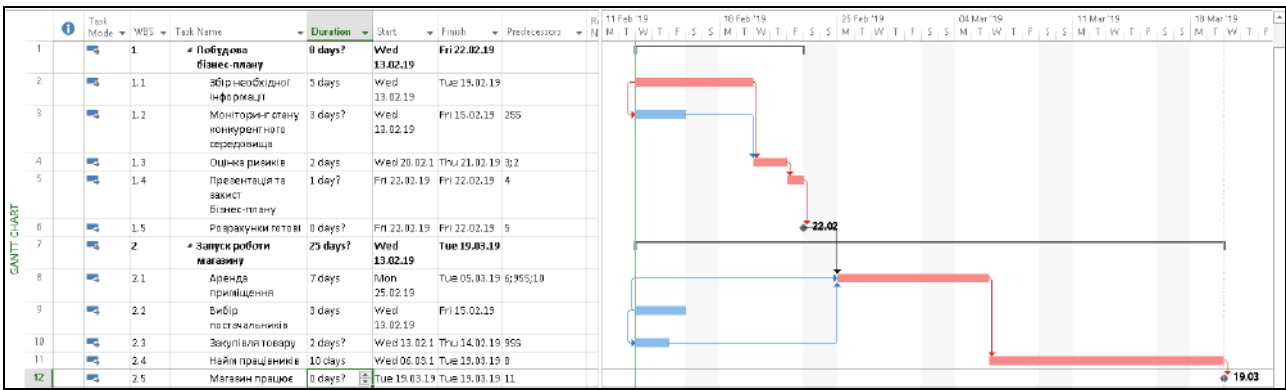 Task
Mode WBS Task Name Duration Start Finish Predecessors
11 Feb '19 18 Feb '19 25 Feb '19 04 Mar '19 11 Mar '19 18 Mar '19
M T W T F S S M T W T F S S M T W T F S S M T W T F S S M T W T F S S M T W T F
1 1 Побудова 8 days? Wed Fri 22.02.19
бізнес-плану 13.02.19
2 1.1 Збір необхідної 5 days Wed Tue 19.02.19
інформації 13.02.19
3 1.2 Моніторинг стану 3 days? Wed Fri 15.02.19 2SS
конкурентного 13.02.19
середовища
4 1.3 Оцінка ризиків 2 days Wed 20.02.1 Thu 21.02.19 3;2
5 1.4 Презентація та 1 day? Fri 22.02.19 Fri 22.02.19 4
захист
бізнес-плану
6 1.5 Розрахунки готові 0 days? Fri 22.02.19 Fri 22.02.19 5
22.02
7 2 Запуск роботи 25 days? Wed Tue 19.03.19
магазину 13.02.19
8 2.1 Аренда 7 days Mon Tue 05.03.19 6;9SS;10
приміщення 25.02.19
9 2.2 Вибір 3 days Wed Fri 15.02.19
постачальників 13.02.19
10 2.3 Закупівля товару 2 days? Wed 13.02.1 Thu 14.02.19 9SS
11 2.4 Найм працівників 10 days Wed 06.03.1 Tue 19.03.19 8
12 2.5 Магазин працює 0 days? Tue 19.03.19 Tue 19.03.19 11
19.03
GANTT CHART